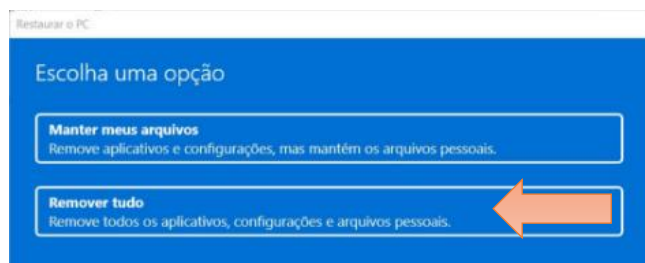 Restaurar o PC
Escolha uma opção
Manter meus arquivos
Remove aplicativos e configurações, mas mantém os arquivos pessoais.
Remover tudo
Remove todos os aplicativos, configurações e arquivos pessoais.